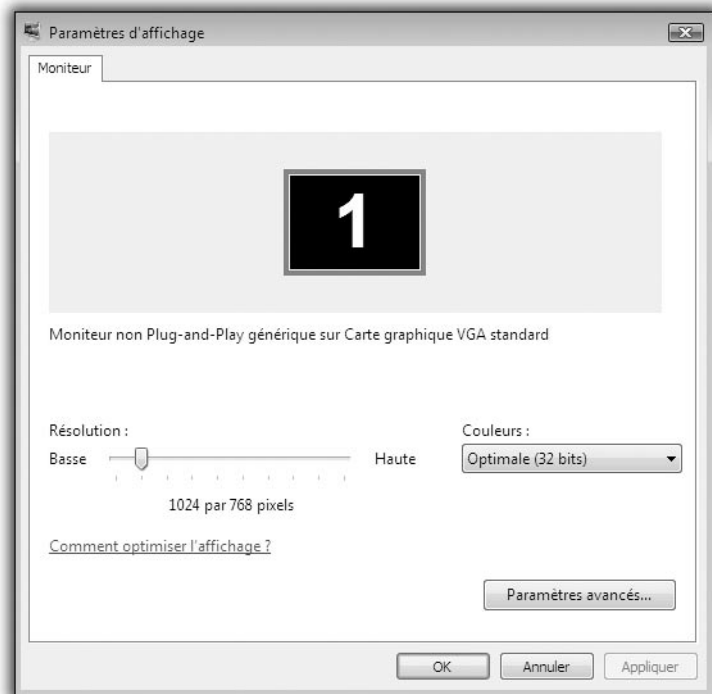 Paramètres d'affichage
Moniteur
1
Moniteur non Plug-and-Play générique sur Carte graphique VGA standard
Résolution : Couleurs :
Basse Haute Optimale (32 bits)
1024 par 768 pixels
Comment optimiser l'affichage ?
Paramètres avancés...
OK Annuler Appliquer